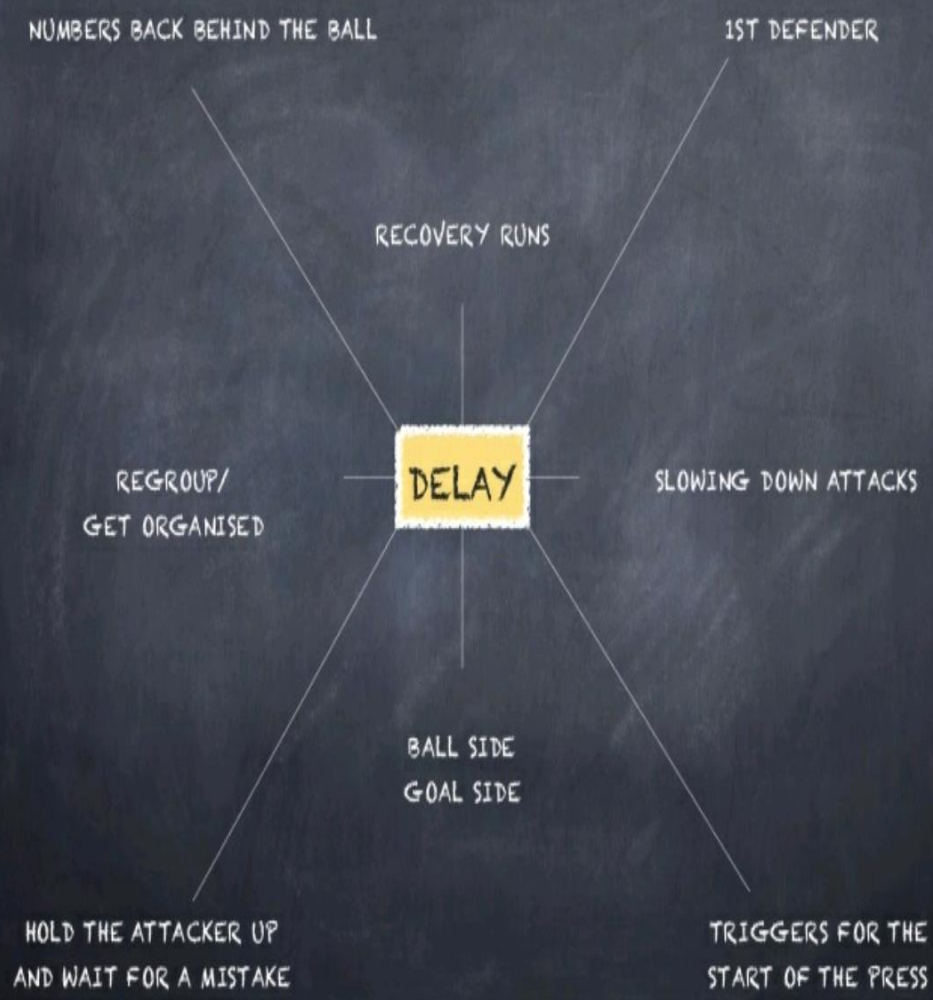 NUMBERS BACK BEHIND THE BALL
1ST DEFENDER
RECOVERY RUNS
REGROUP/
GET ORGANISED
DELAY
SLOWING DOWN ATTACKS
BALL SIDE
GOAL SIDE
HOLD THE ATTACKER UP
AND WAIT FOR A MISTAKE
TRIGGERS FOR THE
START OF THE PRESS